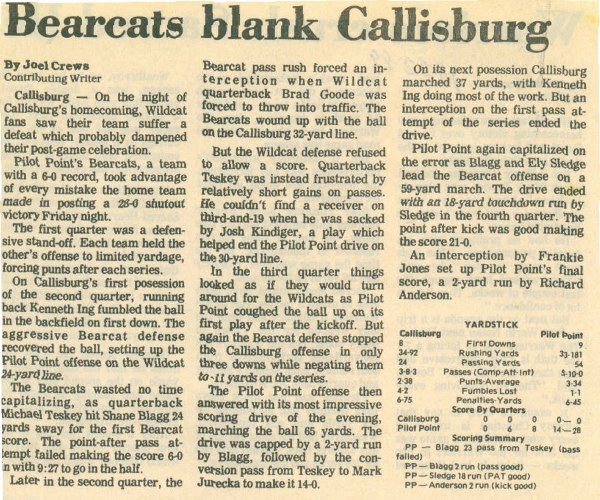 Bearcats blank Callisburg
By Joel Crews
Contributing Writer
Callisburg — On the night of
Callisburg's homecoming, Wildcat
fans saw their team suffer a
defeat which probably dampened
their post-game celebration.
Pilot Point's Bearcats, a team
with a 6-0 record, took advantage
of every mistake the home team
made in posting a 28-0 shutout
victory Friday night.
The first quarter was a defen-
sive stand-off. Each team held the
other's offense to limited yardage,
forcing punts after each series.
On Callisburg's first posession
of the second quarter, running
back Kenneth Ing fumbled the ball
in the backfield on first down. The
aggressive Bearcat defense
recovered the ball, setting up the
Pilot Point offense on the Wildcat
24-yard line.
The Bearcats wasted no time
capitalizing, as quarterback
Michael Teskey hit Shane Blagg 24
yards away for the first Bearcat
score. The point-after pass at-
tempt failed making the score 6-0
in with 9:27 to go in the half.
Later in the second quarter, the
Bearcat pass rush forced an in-
terception when Wildcat
quarterback Brad Goode was
forced to throw into traffic. The
Bearcats wound up with the ball
on the Callisburg 32-yard line.
But the Wildcat defense refused
to allow a score. Quarterback
Teskey was instead frustrated by
relatively short gains on passes.
He couldn't find a receiver on
third-and-19 when he was sacked
by Josh Kindiger, a play which
helped end the Pilot Point drive on
the 30-yard line.
In the third quarter things
looked as if they would turn
around for the Wildcats as Pilot
Point coughed the ball up on its
first play after the kickoff. But
again the Bearcat defense stopped
the Callisburg offense in only
three downs while negating them
to -11 yards on the series.
The Pilot Point offense then
answered with its most impressive
scoring drive of the evening,
marching the ball 65 yards. The
drive was capped by a 2-yard run
by Blagg, followed by the con-
version pass from Teskey to Mark
Jurecka to make it 14-0.
On its next posession Callisburg
marched 37 yards, with Kenneth
Ing doing most of the work. But an
interception on the first pass at-
tempt of the series ended the
drive.
Pilot Point again capitalized on
the error as Blagg and Ely Sledge
lead the Bearcat offense on a
59-yard march. The drive ended
with an 18-yard touchdown run by
Sledge in the fourth quarter. The
point after kick was good making
the score 21-0.
An interception by Frankie
Jones set up Pilot Point's final
score, a 2-yard run by Richard
Anderson.
YARDSTICK
Callisburg Pilot Point
8 First Downs 9
34-92 Rushing Yards 33-181
24 Passing Yards 54
3-8-3 Passes (Comp-Att-Int) 5-10-0
2-38 Punts-Average 3-34
4-2 Fumbles Lost 1-1
6-75 Penalties-Yards 6-45
Score By Quarters
Callisburg 0 0 0 0—0
Pilot Point 0 6 8 14—28
Scoring Summary
PP — Blagg 23 pass from Teskey (pass
failed)
PP — Blagg 2 run (pass good)
PP — Sledge 18 run (PAT good)
PP — Anderson 2 run (kick good)